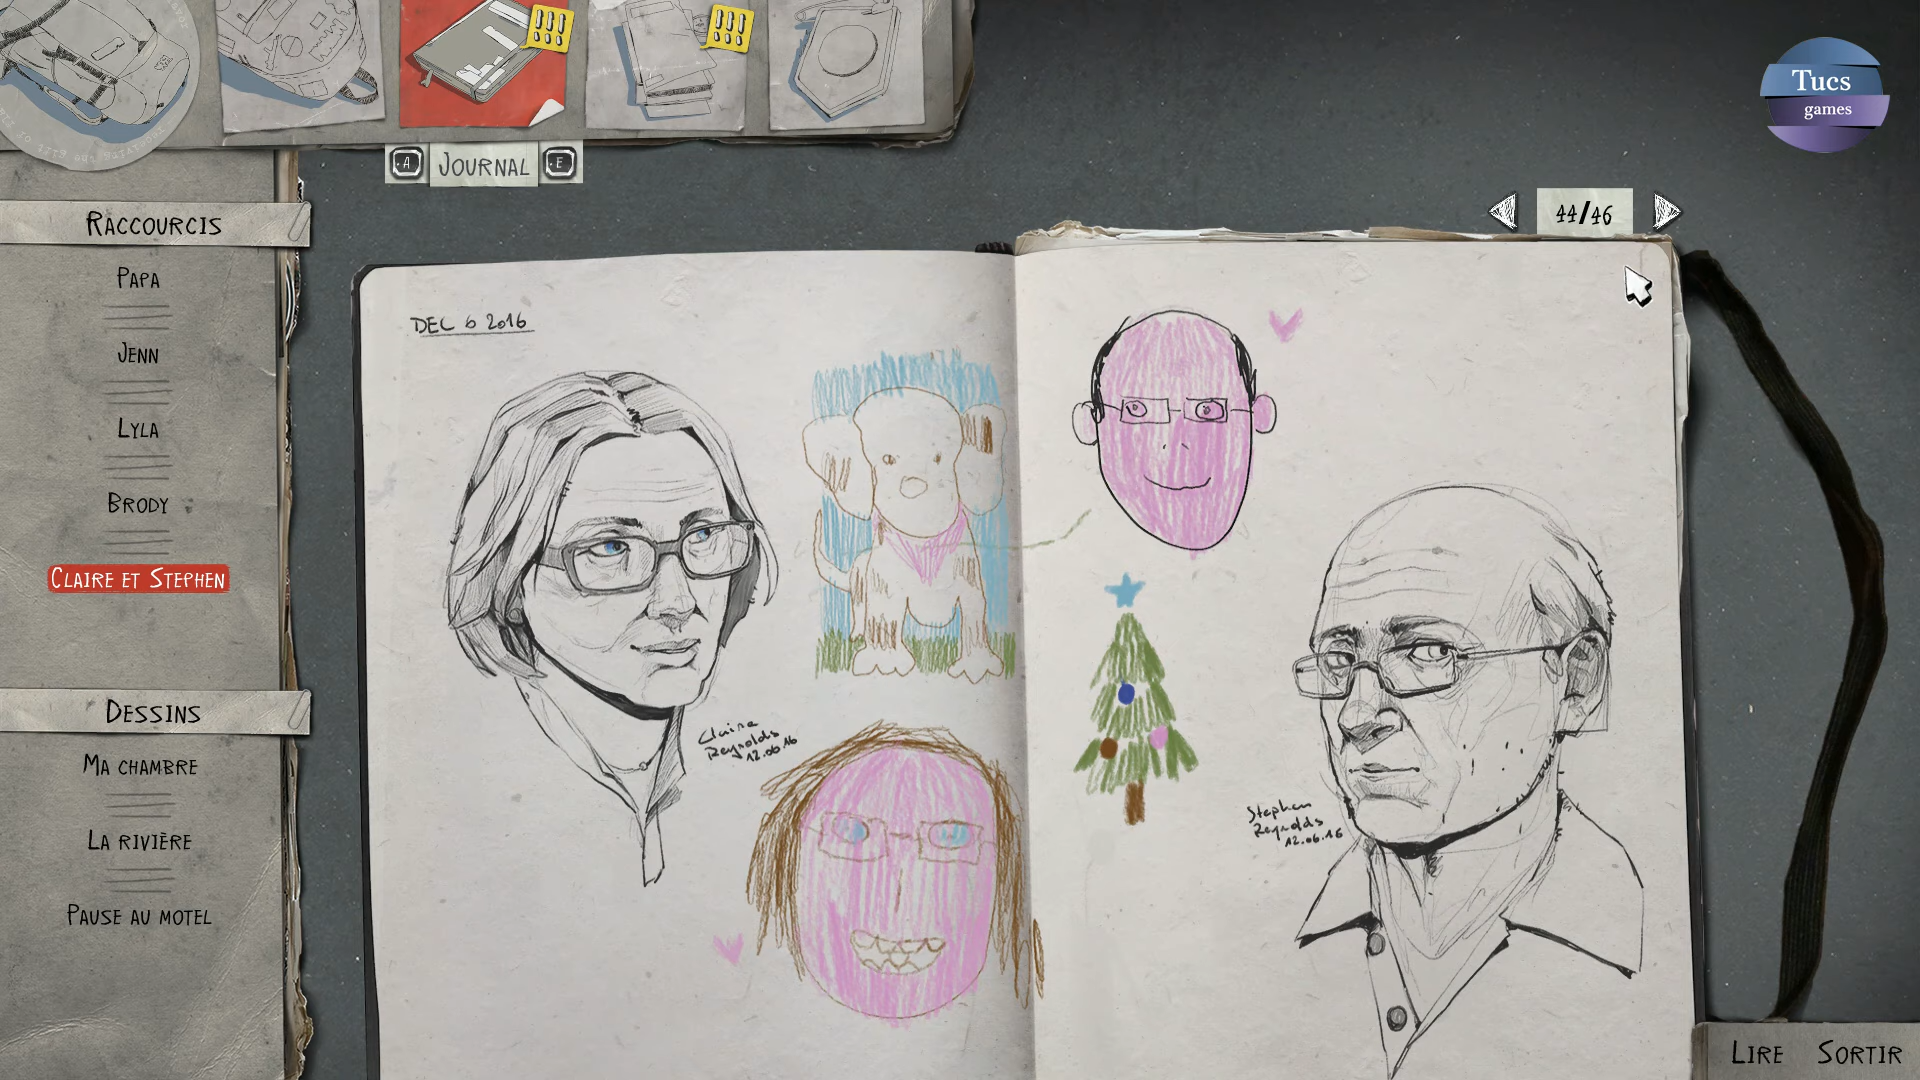 Tucs
games
A JOURNAL E
44/46
RACCOURCIS
PAPA
JENN
LYLA
BRODY
CLAIRE ET STEPHEN
DESSINS
MA CHAMBRE
LA RIVIÈRE
PAUSE AU MOTEL
DEC 6 2016
Claire
Reynolds
12.06.16
Stephen
Reynolds
12.06.16
LIRE SORTIR